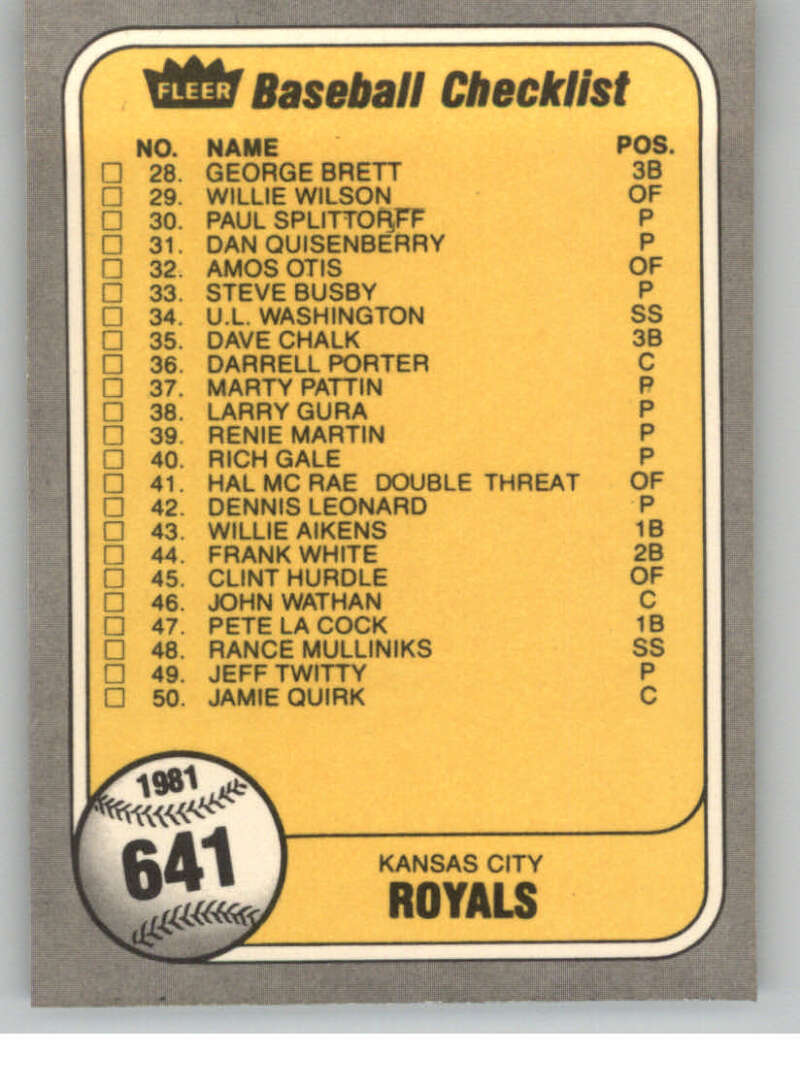 FLEER Baseball Checklist
NO. NAME POS.
28. GEORGE BRETT 3B
29. WILLIE WILSON OF
30. PAUL SPLITTORFF P
31. DAN QUISENBERRY P
32. AMOS OTIS OF
33. STEVE BUSBY P
34. U.L. WASHINGTON SS
35. DAVE CHALK 3B
36. DARRELL PORTER C
37. MARTY PATTIN P
38. LARRY GURA P
39. RENIE MARTIN P
40. RICH GALE P
41. HAL MC RAE DOUBLE THREAT OF
42. DENNIS LEONARD P
43. WILLIE AIKENS 1B
44. FRANK WHITE 2B
45. CLINT HURDLE OF
46. JOHN WATHAN C
47. PETE LA COCK 1B
48. RANCE MULLINIKS SS
49. JEFF TWITTY P
50. JAMIE QUIRK C
1981
641
KANSAS CITY
ROYALS